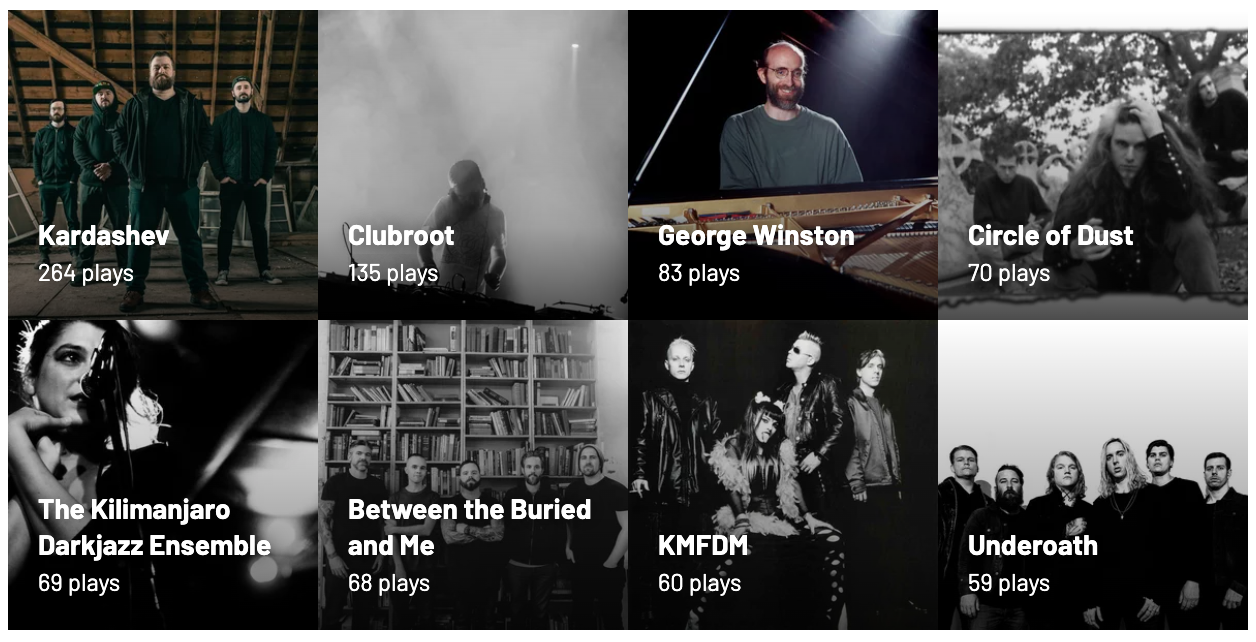 Kardashev
264 plays
Clubroot
135 plays
George Winston
83 plays
Circle of Dust
70 plays
The Kilimanjaro
Darkjazz Ensemble
69 plays
Between the Buried
and Me
68 plays
KMFDM
60 plays
Underoath
59 plays